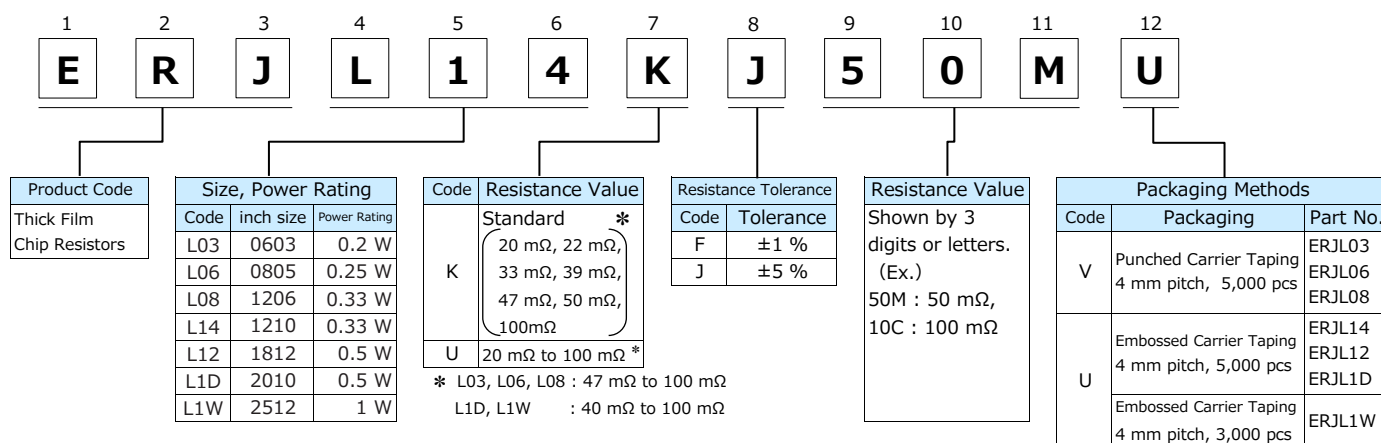 1 2 3 4 5 6 7 8 9 10 11 12
E R J L 1 4 K J 5 0 M U
Product Code
Thick Film
Chip Resistors
Size, Power Rating
Code inch size Power Rating
L03 0603 0.2 W
L06 0805 0.25 W
L08 1206 0.33 W
L14 1210 0.33 W
L12 1812 0.5 W
L1D 2010 0.5 W
L1W 2512 1 W
Code Resistance Value
K
Standard *
20 mΩ, 22 mΩ,
33 mΩ, 39 mΩ,
47 mΩ, 50 mΩ,
100mΩ
U 20 mΩ to 100 mΩ *
* L03, L06, L08 : 47 mΩ to 100 mΩ
L1D, L1W : 40 mΩ to 100 mΩ
Resistance Tolerance
Code Tolerance
F ±1 %
J ±5 %
Resistance Value
Shown by 3
digits or letters.
(Ex.)
50M : 50 mΩ,
10C : 100 mΩ
Packaging Methods
Code Packaging Part No.
V
Punched Carrier Taping
4 mm pitch, 5,000 pcs
ERJL03
ERJL06
ERJL08
U
Embossed Carrier Taping
4 mm pitch, 5,000 pcs
ERJL14
ERJL12
ERJL1D
Embossed Carrier Taping
4 mm pitch, 3,000 pcs
ERJL1W